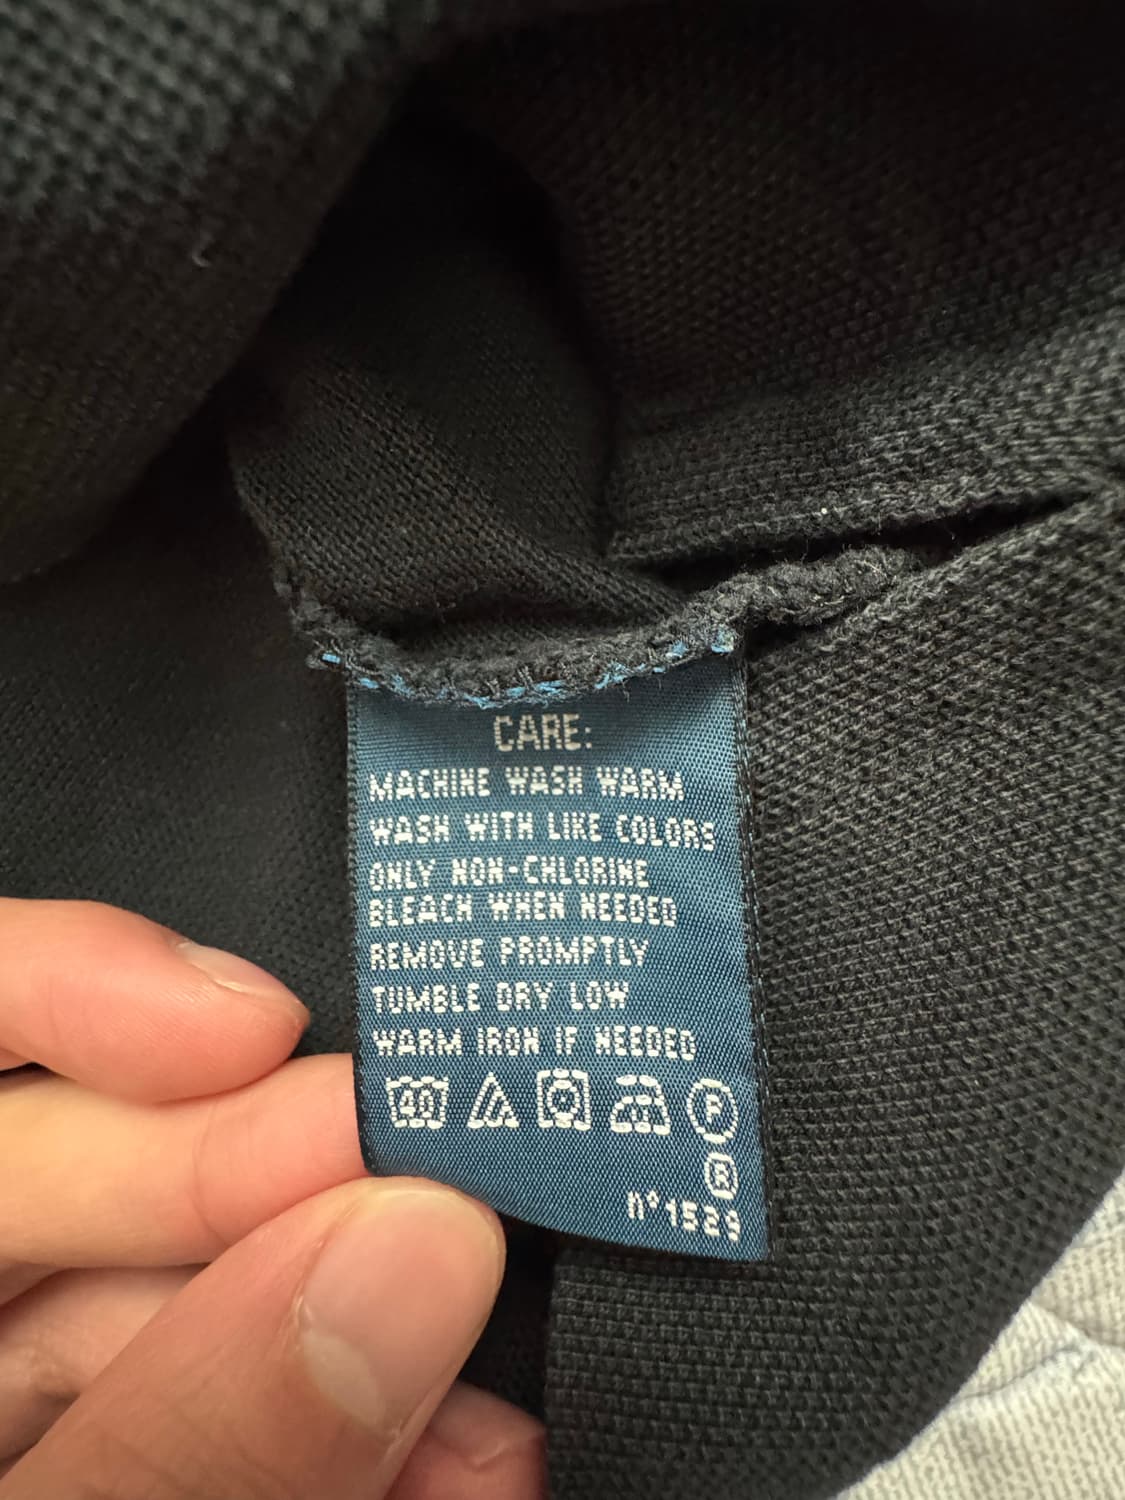 CARE:
MACHINE WASH WARM
WASH WITH LIKE COLORS
ONLY NON-CHLORINE
BLEACH WHEN NEEDED
REMOVE PROMPTLY
TUMBLE DRY LOW
WARM IRON IF NEEDED
40 P
R
n°1529